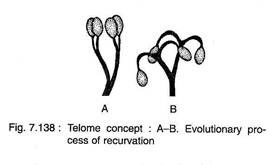 A
B
Fig. 7.138 : Telome concept : A–B. Evolutionary pro-
cess of recurvation